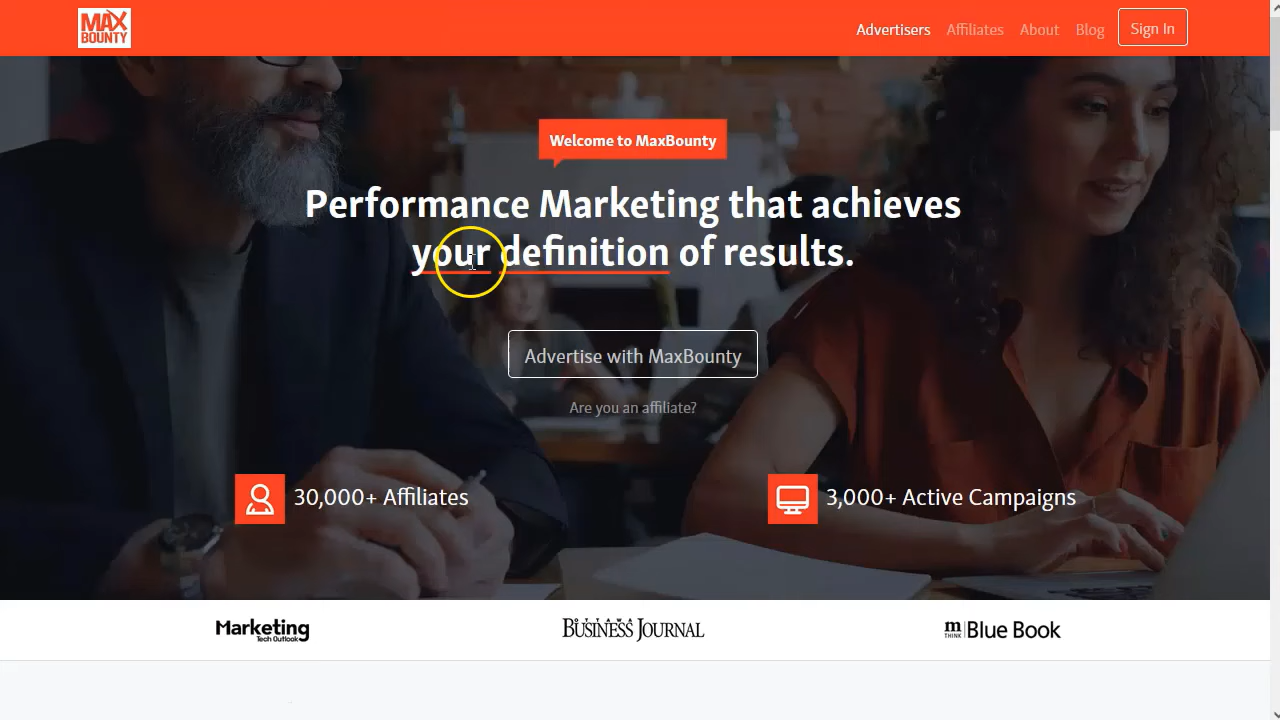 MAX
BOUNTY
Advertisers Affiliates About Blog Sign In
Welcome to MaxBounty
Performance Marketing that achieves
your definition of results.
Advertise with MaxBounty
Are you an affiliate?
30,000+ Affiliates 3,000+ Active Campaigns
Marketing
Tech Outlook
BUSINESS JOURNAL
m
THINK
Blue Book